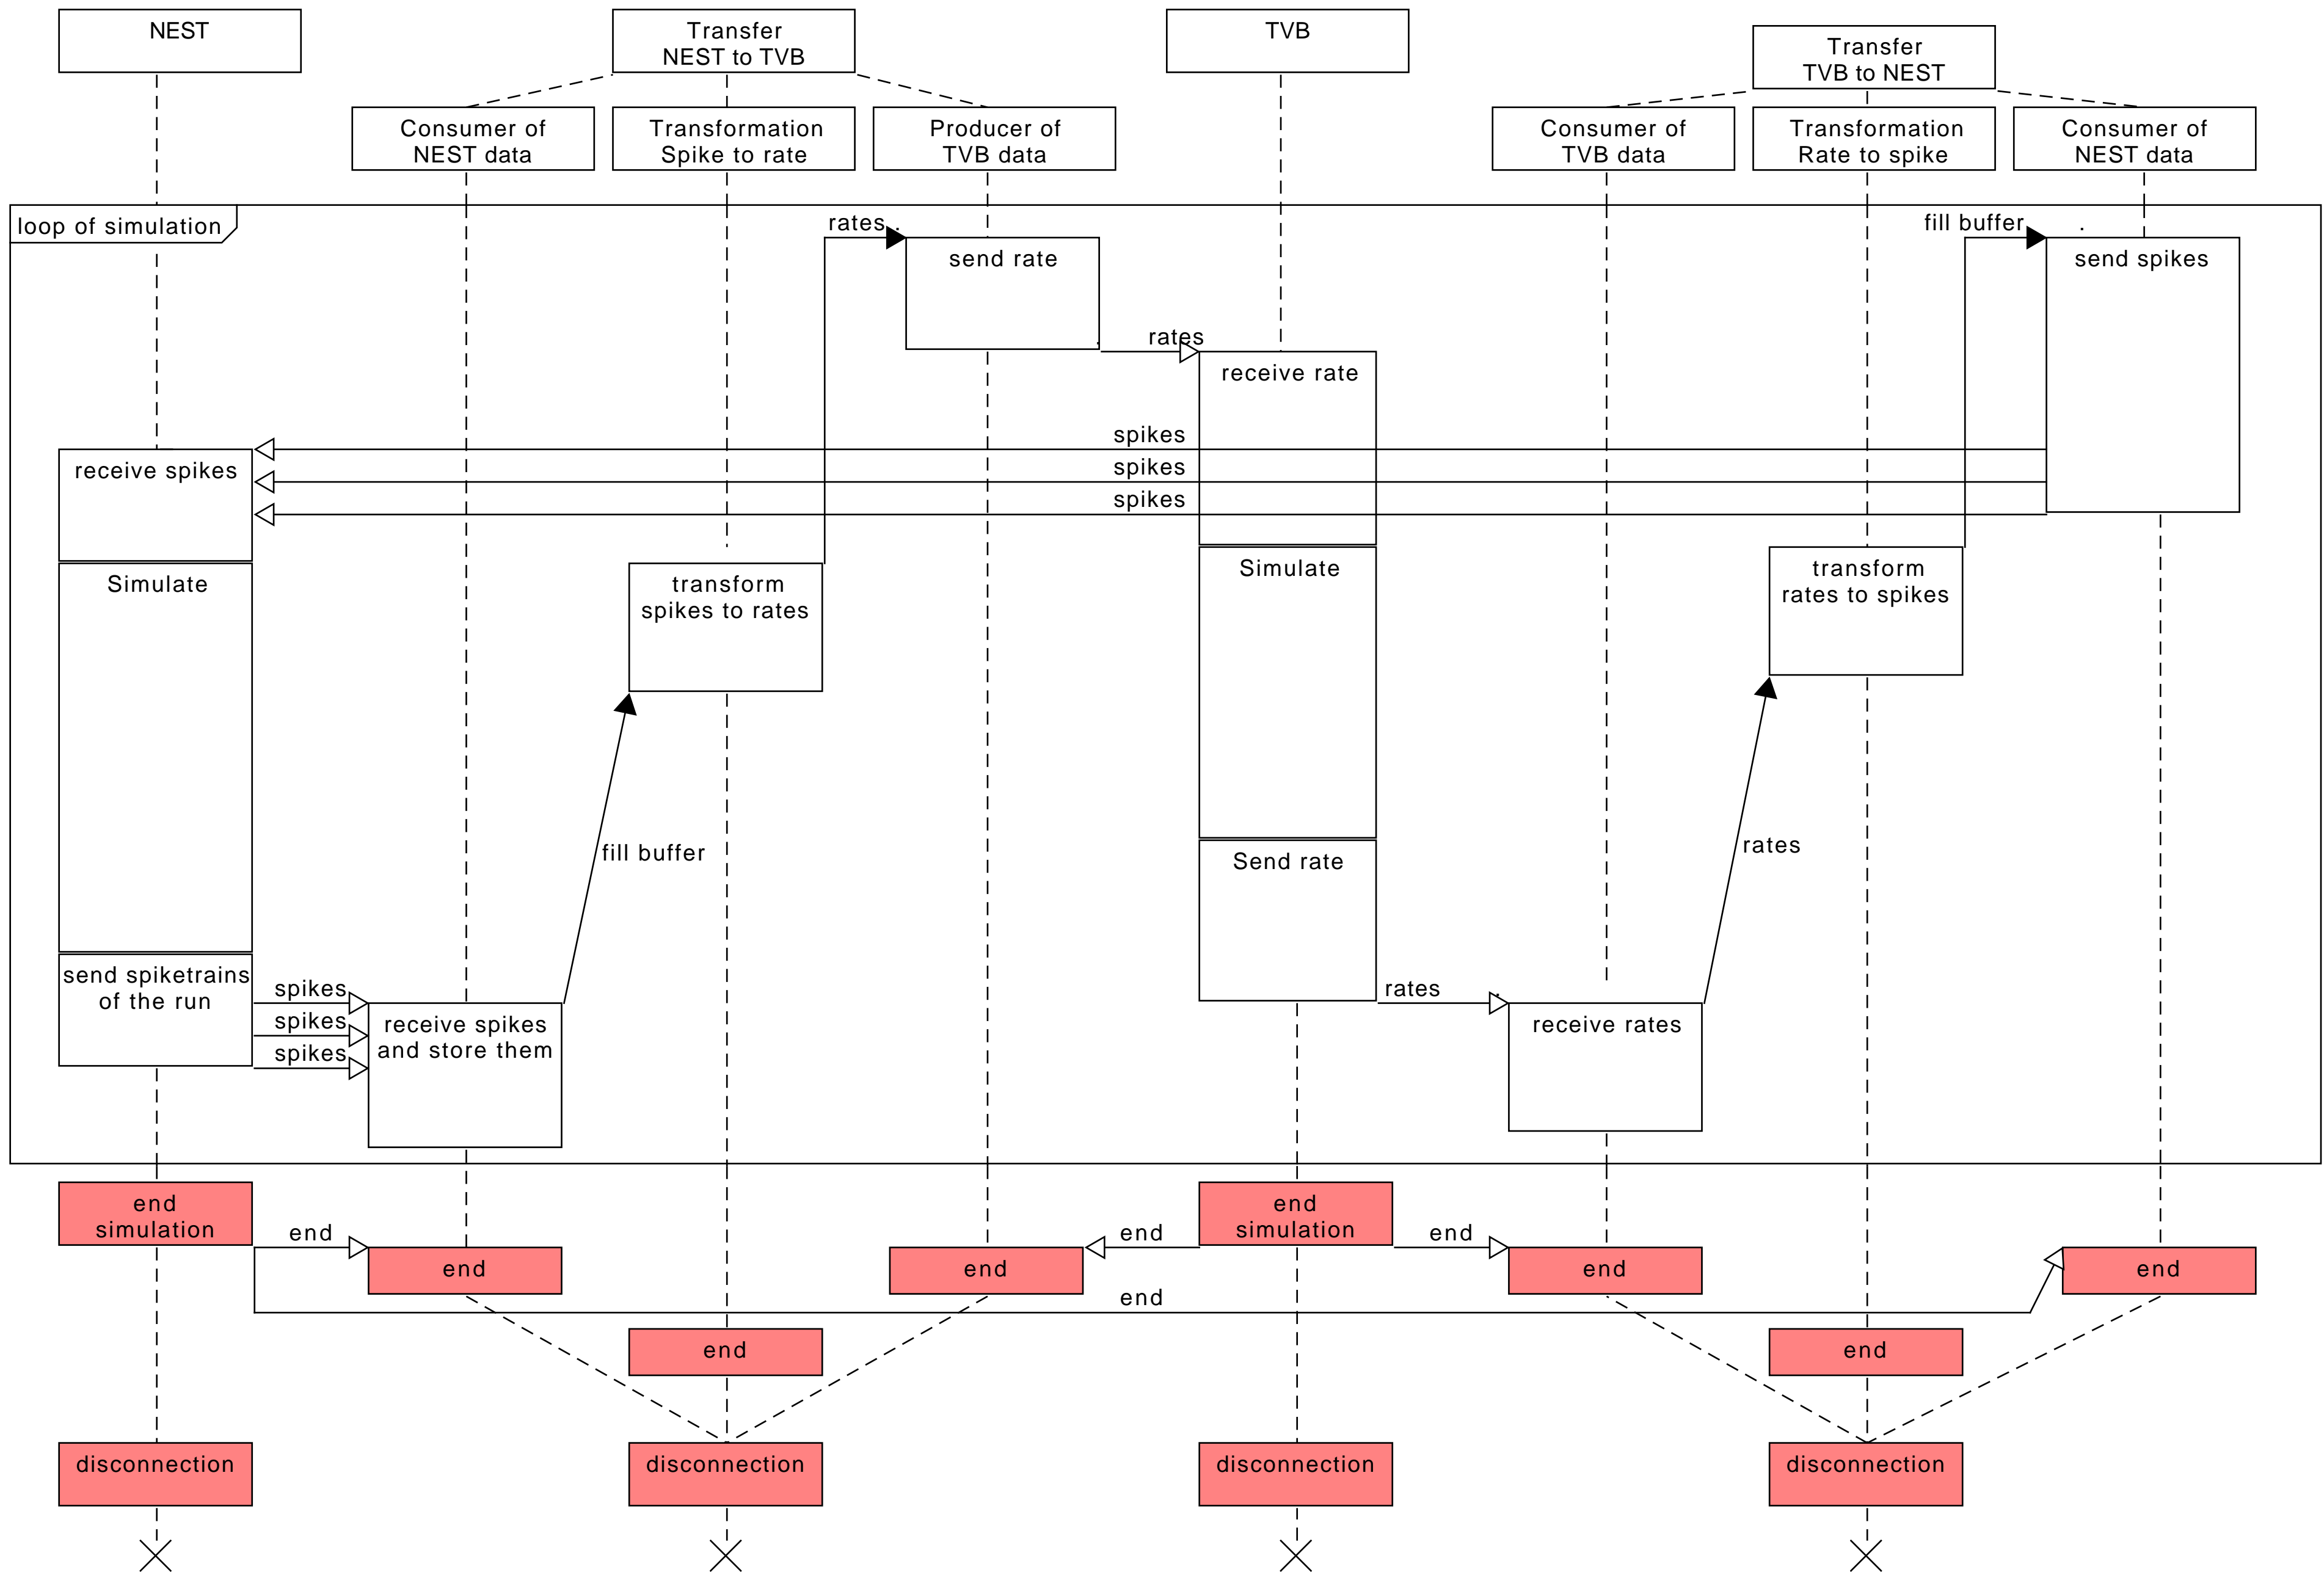 NEST
Transfer
NEST to TVB
TVB
Transfer
TVB to NEST
Consumer of
NEST data
Transformation
Spike to rate
Producer of
TVB data
Consumer of
TVB data
Transformation
Rate to spike
Consumer of
NEST data
loop of simulation
rates
fill buffer
send rate
send spikes
rates
receive rate
spikes
receive spikes
spikes
spikes
Simulate
transform
spikes to rates
Simulate
transform
rates to spikes
fill buffer
rates
Send rate
send spiketrains
of the run
spikes
spikes
spikes
receive spikes
and store them
rates
receive rates
end
simulation
end
simulation
end
end
end
end
end
end
end
end
end
end
disconnection
disconnection
disconnection
disconnection